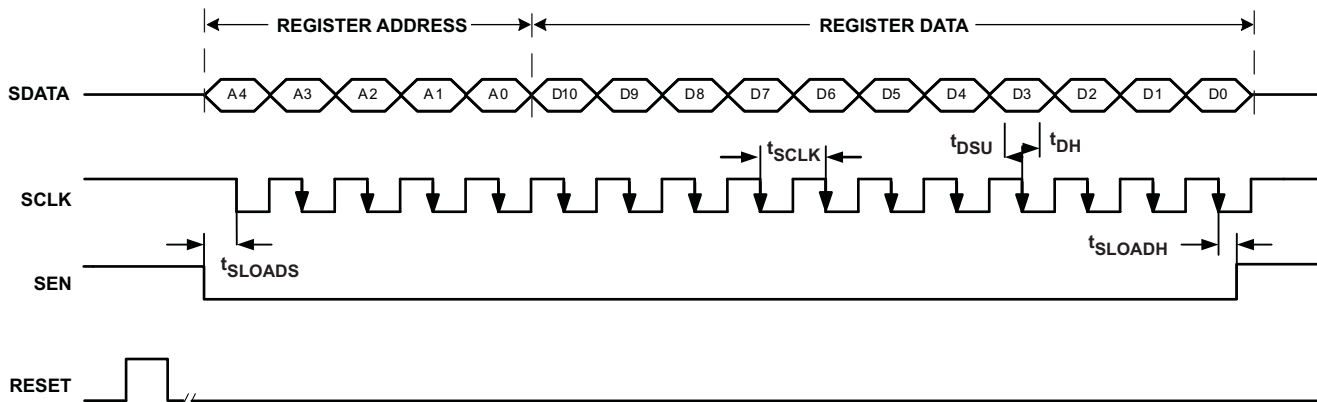 REGISTER ADDRESS REGISTER DATA
SDATA A4 A3 A2 A1 A0 D10 D9 D8 D7 D6 D5 D4 D3 D2 D1 D0
tSCLK tDSU tDH
SCLK
tSLOADS tSLOADH
SEN
RESET